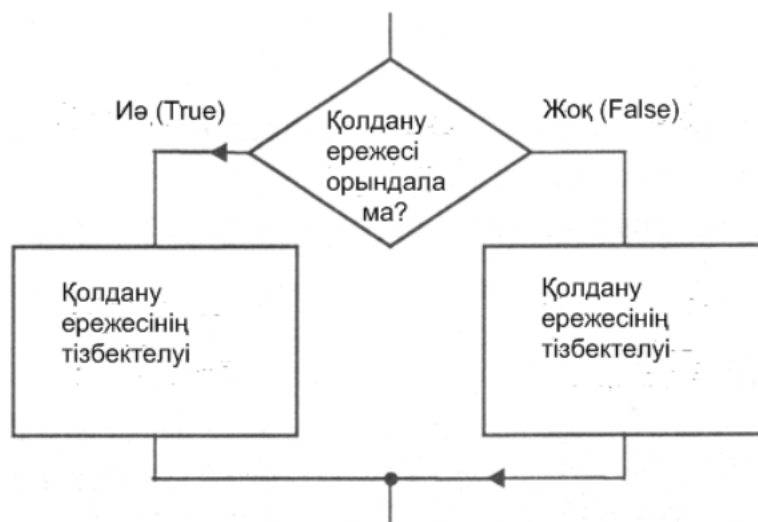 Иә (True)
Жоқ (False)
Қолдану
ережесі
орындала
ма?
Қолдану
ережесінің
тізбектелуі
Қолдану
ережесінің
тізбектелуі